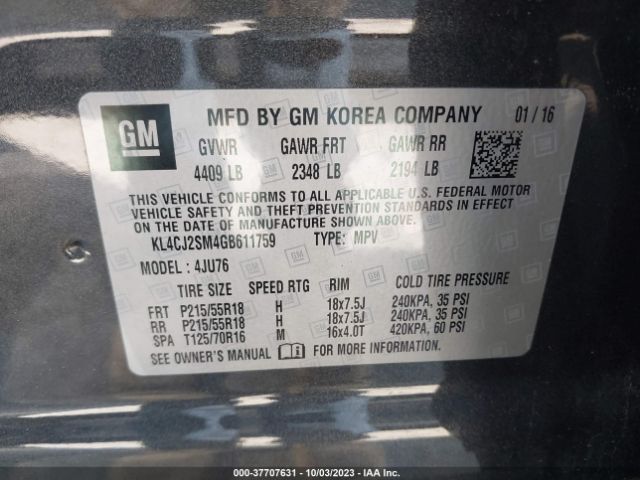 GM
MFD BY GM KOREA COMPANY 01/16
GVWR GAWR FRT GAWR RR
4409 LB 2348 LB 2194 LB
THIS VEHICLE CONFORMS TO ALL APPLICABLE U.S. FEDERAL MOTOR
VEHICLE SAFETY AND THEFT PREVENTION STANDARDS IN EFFECT
ON THE DATE OF MANUFACTURE SHOWN ABOVE.
KL4CJ2SM4GB611759 TYPE: MPV
MODEL : 4JU76
TIRE SIZE SPEED RTG RIM COLD TIRE PRESSURE
FRT P215/55R18 H 18x7.5J 240KPA, 35 PSI
RR P215/55R18 H 18x7.5J 240KPA, 35 PSI
SPA T125/70R16 M 16x4.0T 420KPA, 60 PSI
SEE OWNER'S MANUAL FOR MORE INFORMATION.
000-37707631 - 10/03/2023 - IAA Inc.